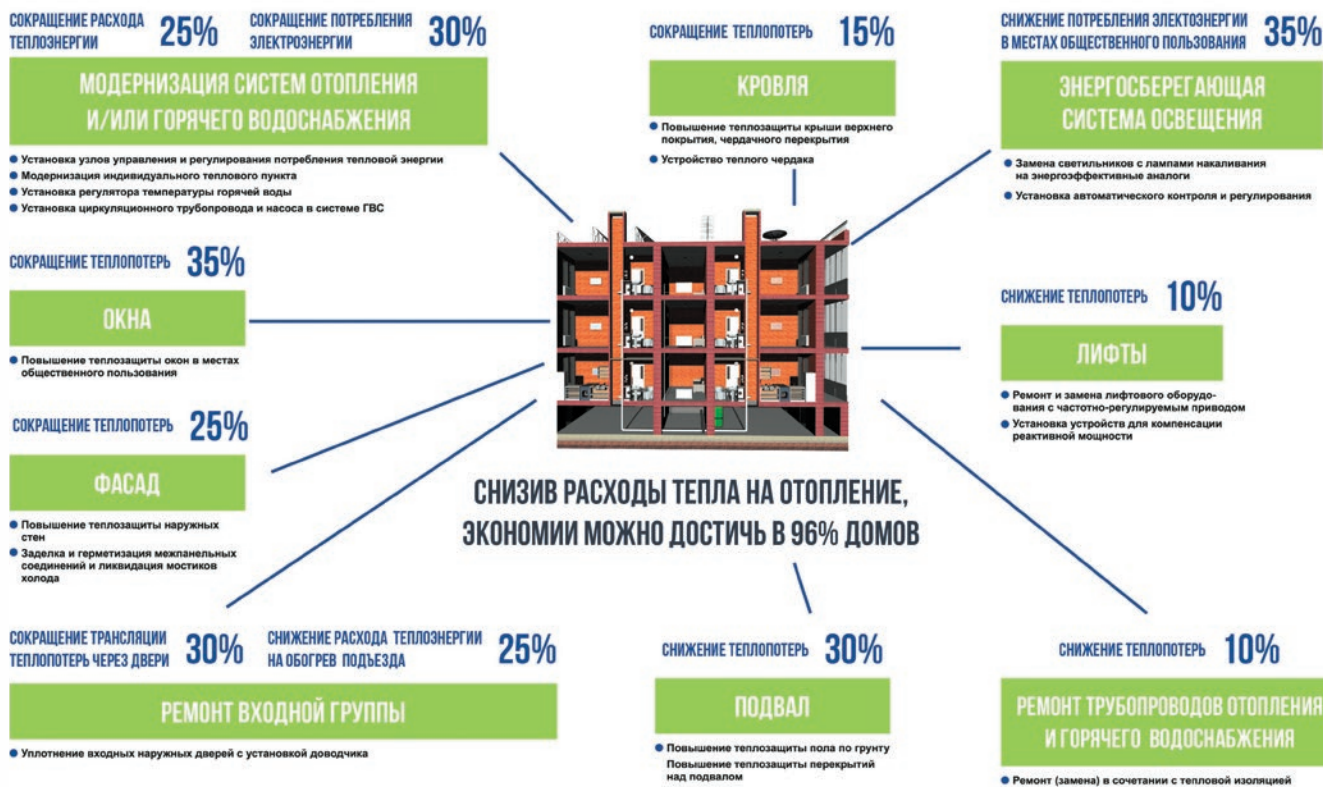 СОКРАЩЕНИЕ РАСХОДА
ТЕПЛОЭНЕРГИИ
25%
СОКРАЩЕНИЕ ПОТРЕБЛЕНИЯ
ЭЛЕКТРОЭНЕРГИИ
30%
МОДЕРНИЗАЦИЯ СИСТЕМ ОТОПЛЕНИЯ
И/ИЛИ ГОРЯЧЕГО ВОДОСНАБЖЕНИЯ
Установка узлов управления и регулирования потребления тепловой энергии
Модернизация индивидуального теплового пункта
Установка регулятора температуры горячей воды
Установка циркуляционного трубопровода и насоса в системе ГВС
СОКРАЩЕНИЕ ТЕПЛОПОТЕРЬ 15%
КРОВЛЯ
Повышение теплозащиты крыши верхнего
покрытия, чердачного перекрытия
Устройство теплого чердака
СНИЖЕНИЕ ПОТРЕБЛЕНИЯ ЭЛЕКТОЭНЕРГИИ
В МЕСТАХ ОБЩЕСТВЕННОГО ПОЛЬЗОВАНИЯ
35%
ЭНЕРГОСБЕРЕГАЮЩАЯ
СИСТЕМА ОСВЕЩЕНИЯ
Замена светильников с лампами накаливания
на энергоэффективные аналоги
Установка автоматического контроля и регулирования
СОКРАЩЕНИЕ ТЕПЛОПОТЕРЬ 35%
ОКНА
Повышение теплозащиты окон в местах
общественного пользования
СНИЖЕНИЕ ТЕПЛОПОТЕРЬ 10%
ЛИФТЫ
Ремонт и замена лифтового оборудо-
вания с частотно-регулируемым приводом
Установка устройств для компенсации
реактивной мощности
СОКРАЩЕНИЕ ТЕПЛОПОТЕРЬ 25%
ФАСАД
Повышение теплозащиты наружных
стен
Заделка и герметизация межпанельных
соединений и ликвидация мостиков
холода
СНИЗИВ РАСХОДЫ ТЕПЛА НА ОТОПЛЕНИЕ,
ЭКОНОМИИ МОЖНО ДОСТИЧЬ В 96% ДОМОВ
СОКРАЩЕНИЕ ТРАНСЛЯЦИИ
ТЕПЛОПОТЕРЬ ЧЕРЕЗ ДВЕРИ
30%
СНИЖЕНИЕ РАСХОДА ТЕПЛОЭНЕРГИИ
НА ОБОГРЕВ ПОДЪЕЗДА
25%
РЕМОНТ ВХОДНОЙ ГРУППЫ
Уплотнение входных наружных дверей с установкой доводчика
СНИЖЕНИЕ ТЕПЛОПОТЕРЬ 30%
ПОДВАЛ
Повышение теплозащиты пола по грунту
Повышение теплозащиты перекрытий
над подвалом
СНИЖЕНИЕ ТЕПЛОПОТЕРЬ 10%
РЕМОНТ ТРУБОПРОВОДОВ ОТОПЛЕНИЯ
И ГОРЯЧЕГО ВОДОСНАБЖЕНИЯ
Ремонт (замена) в сочетании с тепловой изоляцией